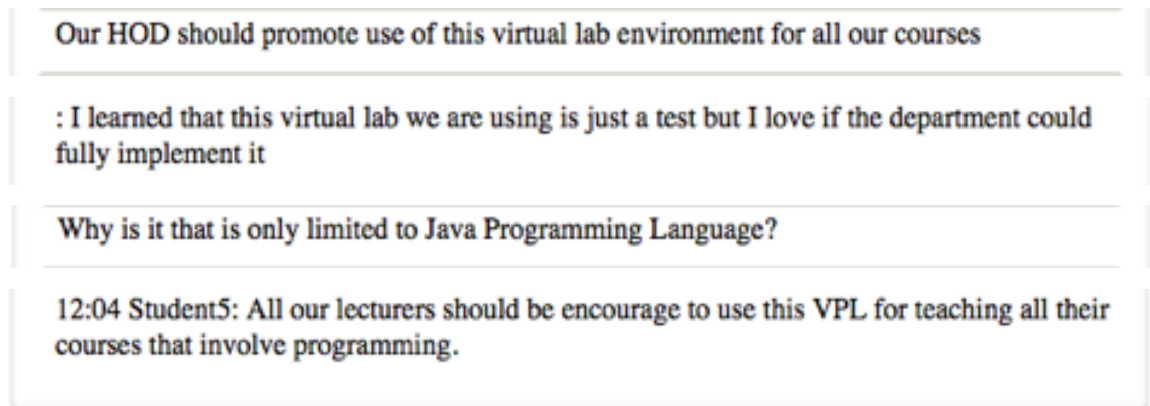 Our HOD should promote use of this virtual lab environment for all our courses
: I learned that this virtual lab we are using is just a test but I love if the department could
fully implement it
Why is it that is only limited to Java Programming Language?
12:04 Student5: All our lecturers should be encourage to use this VPL for teaching all their
courses that involve programming.